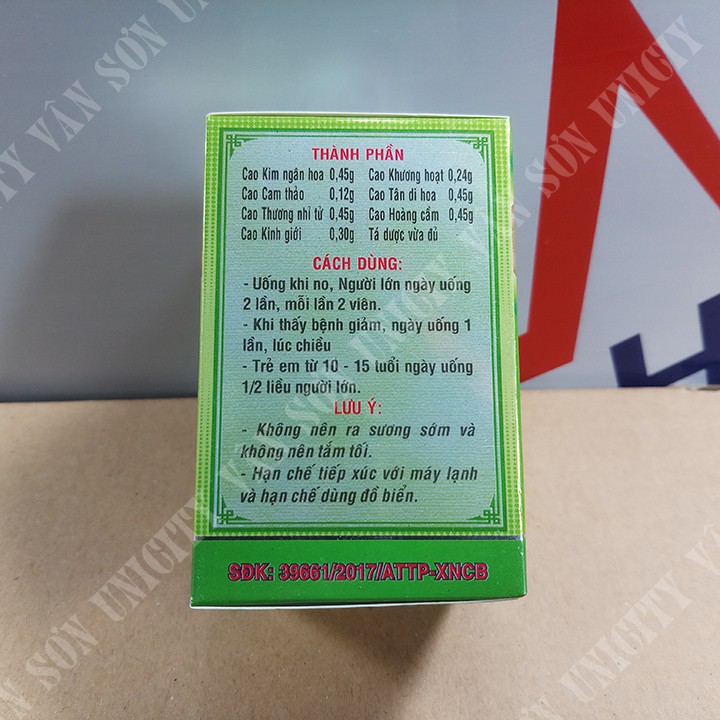 THÀNH PHẦN
Cao Kim ngân hoa 0,45g Cao Khương hoạt 0,24g
Cao Cam thảo 0,12g Cao Tân di hoa 0,45g
Cao Thương nhĩ tử 0,45g Cao Hoàng cầm 0,45g
Cao Kinh giới 0,30g Tá dược vừa đủ
CÁCH DÙNG:
- Uống khi no, Người lớn ngày uống
2 lần, mỗi lần 2 viên.
- Khi thấy bệnh giảm, ngày uống 1
lần, lúc chiều
- Trẻ em từ 10 - 15 tuổi ngày uống
1/2 liều người lớn.
LƯU Ý:
- Không nên ra sương sớm và
không nên tắm tối.
- Hạn chế tiếp xúc với máy lạnh
và hạn chế dùng đồ biển.
SĐK: 39661/2017/ATTP-XNCB
VÂN SƠN UNICITY